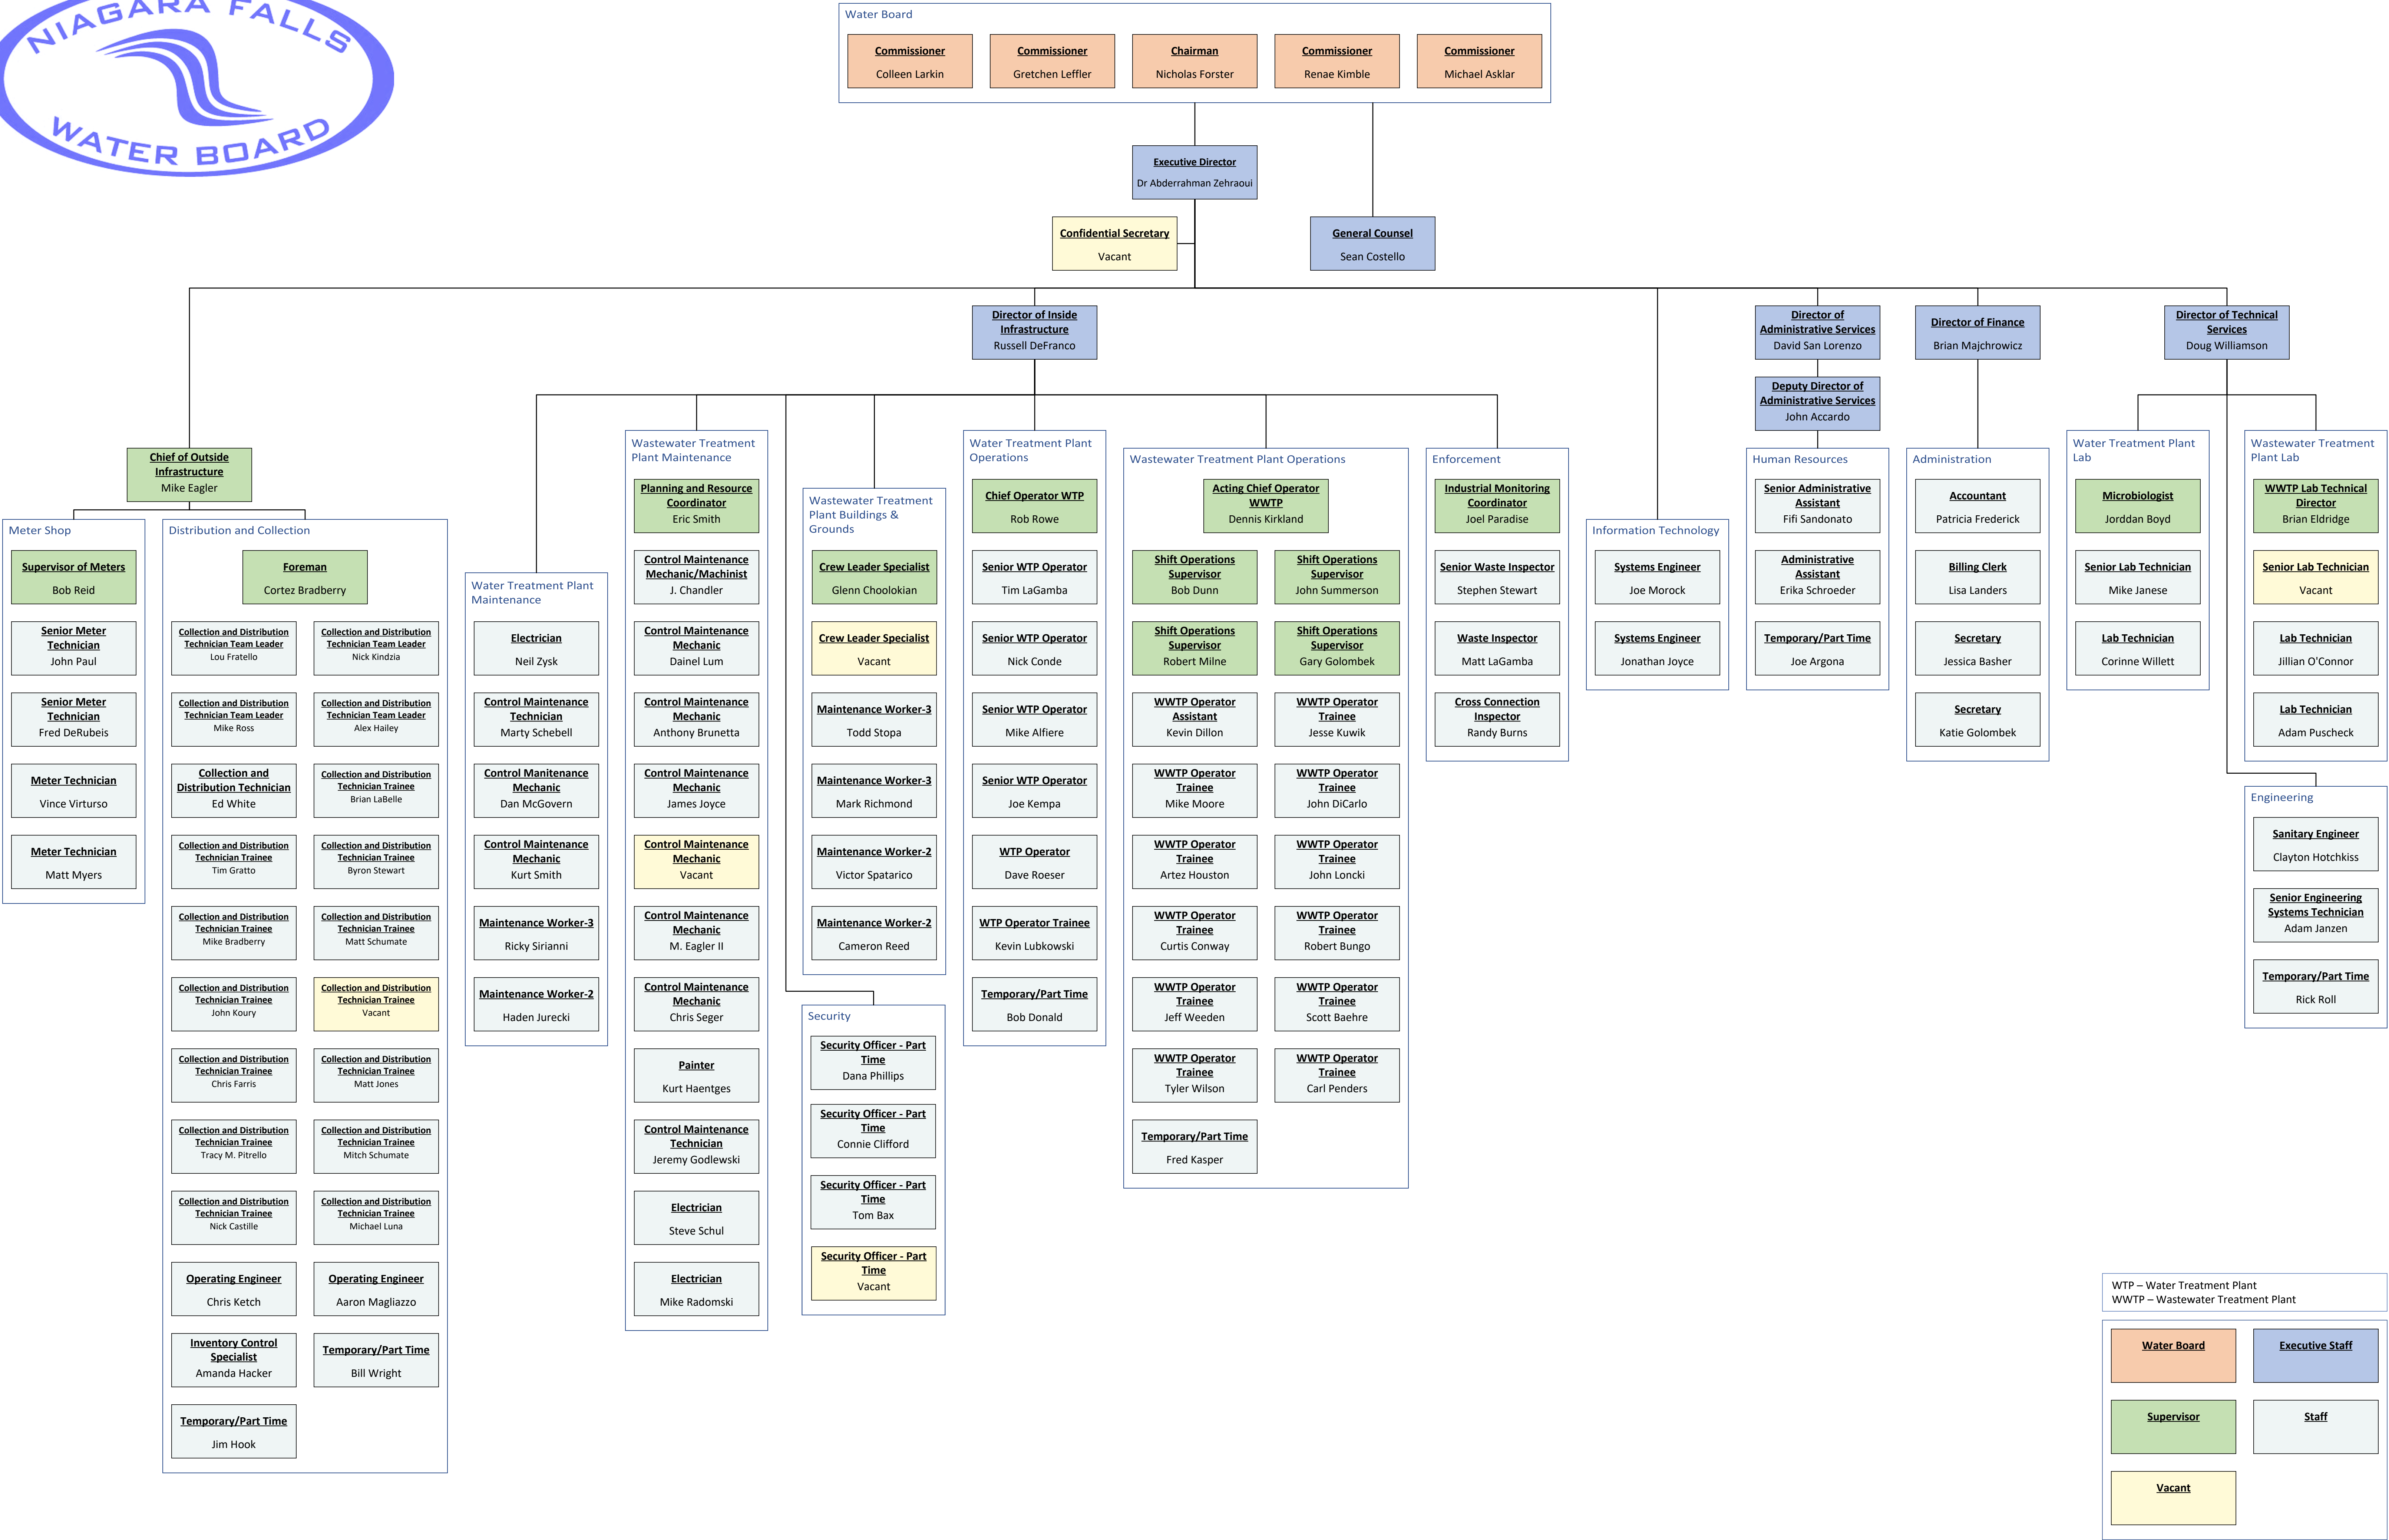 NIAGARA FALLS
WATER BOARD
Water Board
Commissioner
Colleen Larkin
Commissioner
Gretchen Leffler
Chairman
Nicholas Forster
Commissioner
Renae Kimble
Commissioner
Michael Asklar
Executive Director
Dr Abderrahman Zehraoui
Confidential Secretary
Vacant
General Counsel
Sean Costello
Director of Inside
Infrastructure
Russell DeFranco
Director of
Administrative Services
David San Lorenzo
Director of Finance
Brian Majchrowicz
Director of Technical
Services
Doug Williamson
Deputy Director of
Administrative Services
John Accardo
Chief of Outside
Infrastructure
Mike Eagler
Meter Shop
Supervisor of Meters
Bob Reid
Senior Meter
Technician
John Paul
Senior Meter
Technician
Fred DeRubeis
Meter Technician
Vince Virturso
Meter Technician
Matt Myers
Distribution and Collection
Foreman
Cortez Bradberry
Collection and Distribution
Technician Team Leader
Lou Fratello
Collection and Distribution
Technician Team Leader
Nick Kindzia
Collection and Distribution
Technician Team Leader
Mike Ross
Collection and Distribution
Technician Team Leader
Alex Hailey
Collection and
Distribution Technician
Ed White
Collection and Distribution
Technician Trainee
Brian LaBelle
Collection and Distribution
Technician Trainee
Tim Gratto
Collection and Distribution
Technician Trainee
Byron Stewart
Collection and Distribution
Technician Trainee
Mike Bradberry
Collection and Distribution
Technician Trainee
Matt Schumate
Collection and Distribution
Technician Trainee
John Koury
Collection and Distribution
Technician Trainee
Vacant
Collection and Distribution
Technician Trainee
Chris Farris
Collection and Distribution
Technician Trainee
Matt Jones
Collection and Distribution
Technician Trainee
Tracy M. Pitrello
Collection and Distribution
Technician Trainee
Mitch Schumate
Collection and Distribution
Technician Trainee
Nick Castille
Collection and Distribution
Technician Trainee
Michael Luna
Operating Engineer
Chris Ketch
Operating Engineer
Aaron Magliazzo
Inventory Control
Specialist
Amanda Hacker
Temporary/Part Time
Bill Wright
Temporary/Part Time
Jim Hook
Water Treatment Plant
Maintenance
Electrician
Neil Zysk
Control Maintenance
Technician
Marty Schebell
Control Manitenance
Mechanic
Dan McGovern
Control Maintenance
Mechanic
Kurt Smith
Maintenance Worker-3
Ricky Sirianni
Maintenance Worker-2
Haden Jurecki
Wastewater Treatment
Plant Maintenance
Planning and Resource
Coordinator
Eric Smith
Control Maintenance
Mechanic/Machinist
J. Chandler
Control Maintenance
Mechanic
Dainel Lum
Control Maintenance
Mechanic
Anthony Brunetta
Control Maintenance
Mechanic
James Joyce
Control Maintenance
Mechanic
Vacant
Control Maintenance
Mechanic
M. Eagler II
Control Maintenance
Mechanic
Chris Seger
Painter
Kurt Haentges
Control Maintenance
Technician
Jeremy Godlewski
Electrician
Steve Schul
Electrician
Mike Radomski
Wastewater Treatment
Plant Buildings &
Grounds
Crew Leader Specialist
Glenn Choolokian
Crew Leader Specialist
Vacant
Maintenance Worker-3
Todd Stopa
Maintenance Worker-3
Mark Richmond
Maintenance Worker-2
Victor Spatarico
Maintenance Worker-2
Cameron Reed
Security
Security Officer - Part
Time
Dana Phillips
Security Officer - Part
Time
Connie Clifford
Security Officer - Part
Time
Tom Bax
Security Officer - Part
Time
Vacant
Water Treatment Plant
Operations
Chief Operator WTP
Rob Rowe
Senior WTP Operator
Tim LaGamba
Senior WTP Operator
Nick Conde
Senior WTP Operator
Mike Alfiere
Senior WTP Operator
Joe Kempa
WTP Operator
Dave Roeser
WTP Operator Trainee
Kevin Lubkowski
Temporary/Part Time
Bob Donald
Wastewater Treatment Plant Operations
Acting Chief Operator
WWTP
Dennis Kirkland
Shift Operations
Supervisor
Bob Dunn
Shift Operations
Supervisor
John Summerson
Shift Operations
Supervisor
Robert Milne
Shift Operations
Supervisor
Gary Golombek
WWTP Operator
Assistant
Kevin Dillon
WWTP Operator
Trainee
Jesse Kuwik
WWTP Operator
Trainee
Mike Moore
WWTP Operator
Trainee
John DiCarlo
WWTP Operator
Trainee
Artez Houston
WWTP Operator
Trainee
John Loncki
WWTP Operator
Trainee
Curtis Conway
WWTP Operator
Trainee
Robert Bungo
WWTP Operator
Trainee
Jeff Weeden
WWTP Operator
Trainee
Scott Baehre
WWTP Operator
Trainee
Tyler Wilson
WWTP Operator
Trainee
Carl Penders
Temporary/Part Time
Fred Kasper
Enforcement
Industrial Monitoring
Coordinator
Joel Paradise
Senior Waste Inspector
Stephen Stewart
Waste Inspector
Matt LaGamba
Cross Connection
Inspector
Randy Burns
Information Technology
Systems Engineer
Joe Morock
Systems Engineer
Jonathan Joyce
Human Resources
Senior Administrative
Assistant
Fifi Sandonato
Administrative
Assistant
Erika Schroeder
Temporary/Part Time
Joe Argona
Administration
Accountant
Patricia Frederick
Billing Clerk
Lisa Landers
Secretary
Jessica Basher
Secretary
Katie Golombek
Water Treatment Plant
Lab
Microbiologist
Jorddan Boyd
Senior Lab Technician
Mike Janese
Lab Technician
Corinne Willett
Wastewater Treatment
Plant Lab
WWTP Lab Technical
Director
Brian Eldridge
Senior Lab Technician
Vacant
Lab Technician
Jillian O'Connor
Lab Technician
Adam Puscheck
Engineering
Sanitary Engineer
Clayton Hotchkiss
Senior Engineering
Systems Technician
Adam Janzen
Temporary/Part Time
Rick Roll
WTP – Water Treatment Plant
WWTP – Wastewater Treatment Plant
Water Board
Executive Staff
Supervisor
Staff
Vacant